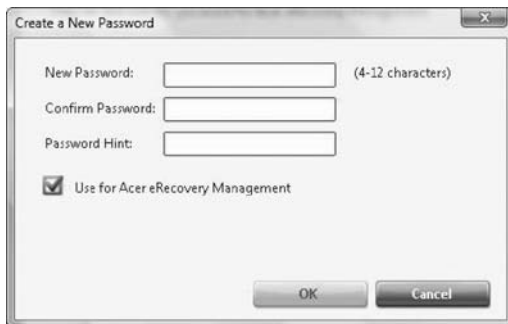 Create a New Password
New Password: (4-12 characters)
Confirm Password:
Password Hint:
Use for Acer eRecovery Management
OK Cancel